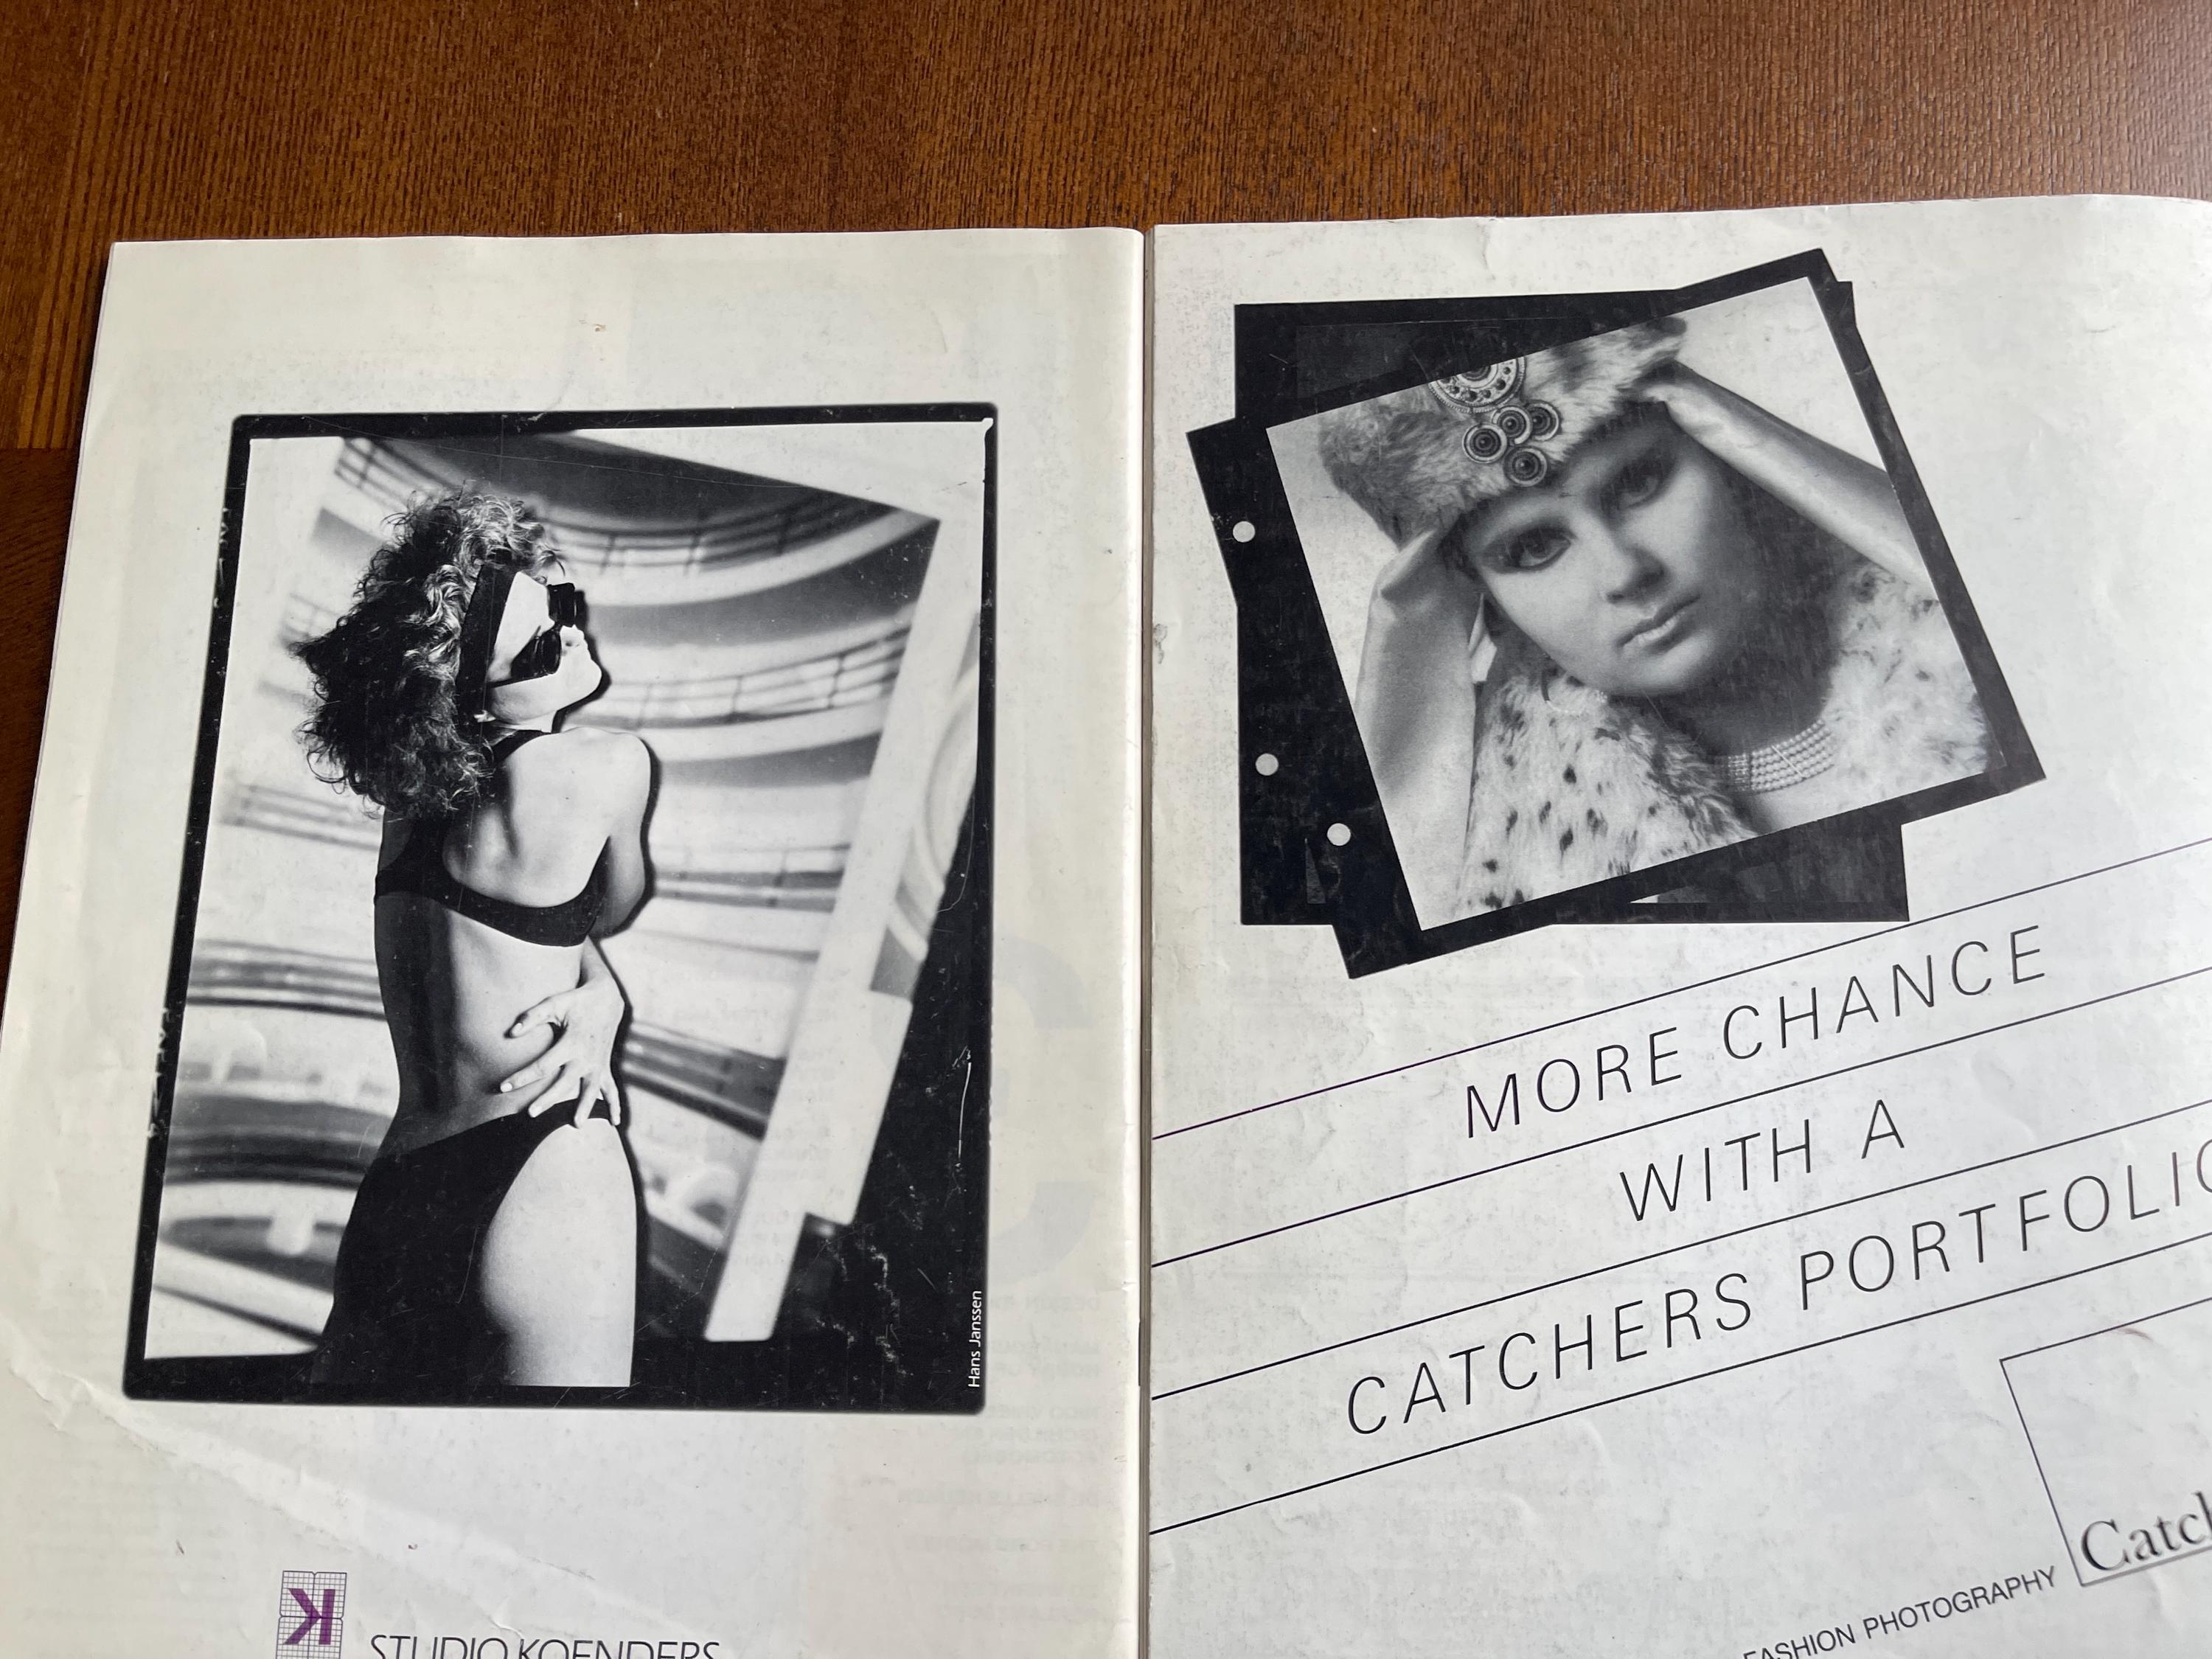 Hans Janssen
K
STUDIO KOENDERS
MORE CHANCE
WITH A
CATCHERS PORTFOLIO
Catch
FASHION PHOTOGRAPHY